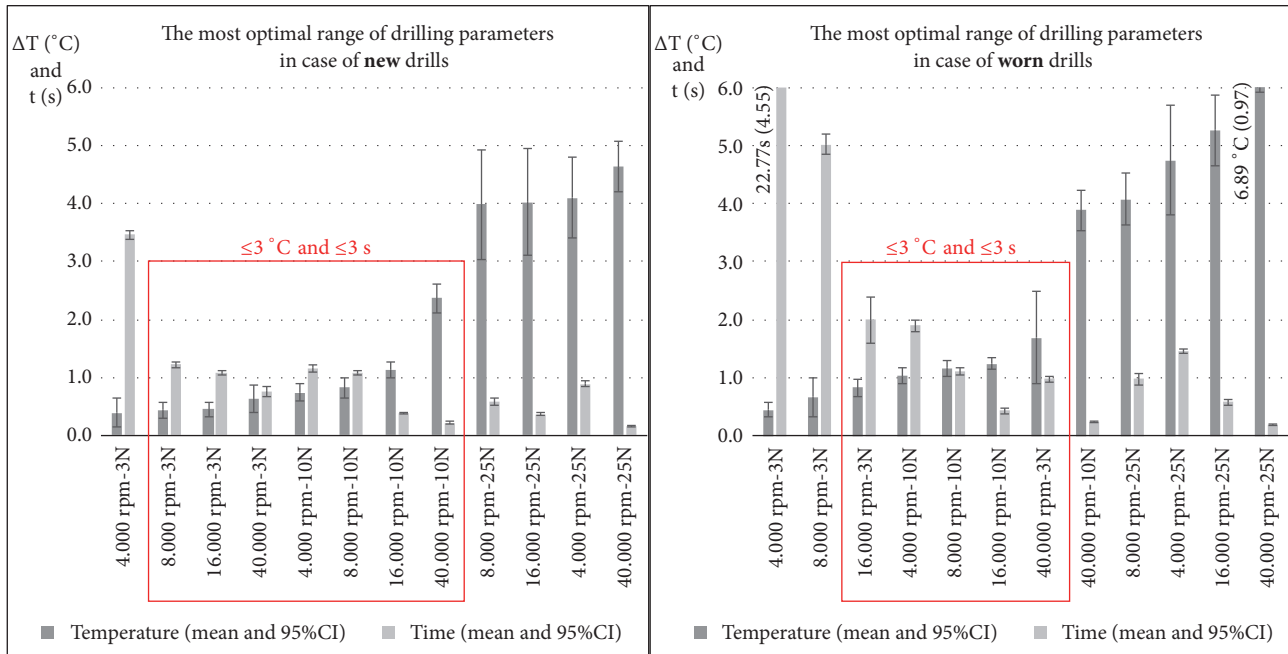 The most optimal range of drilling parameters
in case of new drills
ΔT (˚C)
and
t (s)
6.0
5.0
4.0
3.0
2.0
1.0
0.0
≤3 ˚C and ≤3 s
4.000 rpm-3N
8.000 rpm-3N
16.000 rpm-3N
40.000 rpm-3N
4.000 rpm-10N
8.000 rpm-10N
16.000 rpm-10N
40.000 rpm-10N
8.000 rpm-25N
16.000 rpm-25N
4.000 rpm-25N
40.000 rpm-25N
Temperature (mean and 95%CI)
Time (mean and 95%CI)
The most optimal range of drilling parameters
in case of worn drills
ΔT (˚C)
and
t (s)
6.0
5.0
4.0
3.0
2.0
1.0
0.0
22.77s (4.55)
6.89 ˚C (0.97)
≤3 ˚C and ≤3 s
4.000 rpm-3N
8.000 rpm-3N
16.000 rpm-3N
4.000 rpm-10N
8.000 rpm-10N
16.000 rpm-10N
40.000 rpm-3N
40.000 rpm-10N
8.000 rpm-25N
4.000 rpm-25N
16.000 rpm-25N
40.000 rpm-25N
Temperature (mean and 95%CI)
Time (mean and 95%CI)